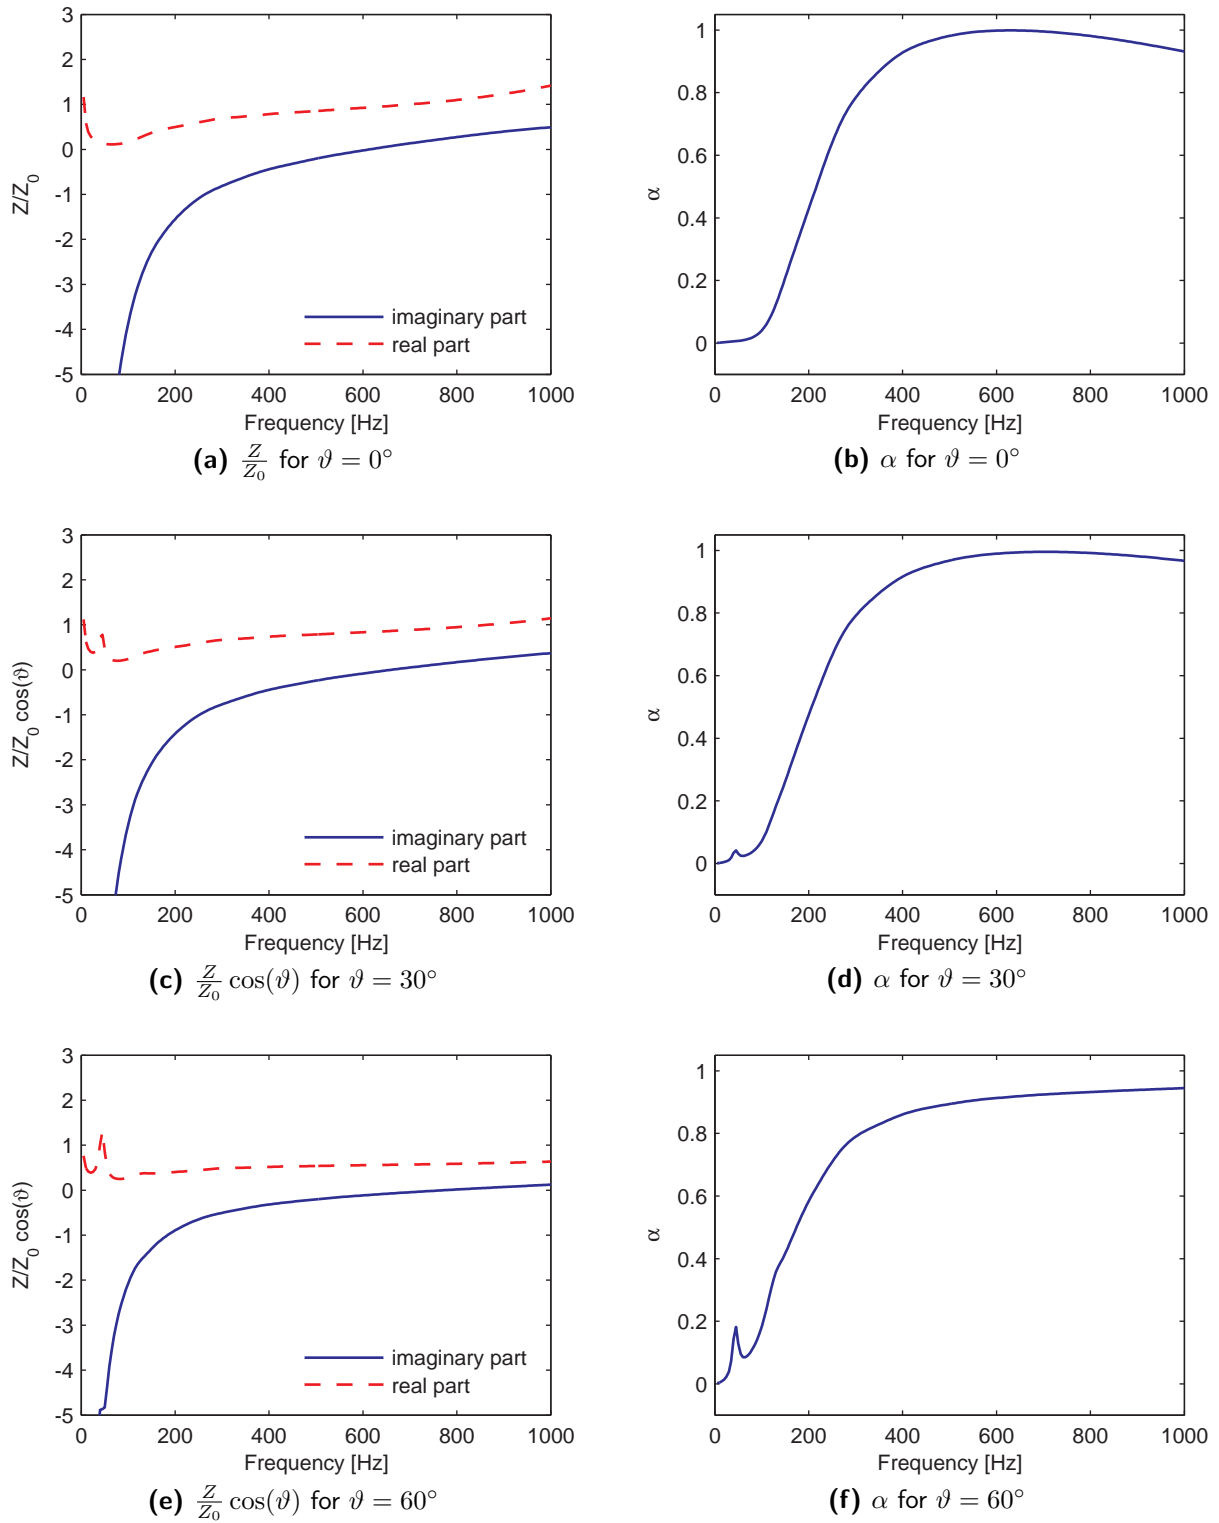 3
2
1
0
-1
-2
-3
-4
-5
Z/Z_0
imaginary part
real part
0 200 400 600 800 1000
Frequency [Hz]
(a) Z/Z_0 for ϑ = 0°
1
0.8
0.6
0.4
0.2
0
α
0 200 400 600 800 1000
Frequency [Hz]
(b) α for ϑ = 0°
3
2
1
0
-1
-2
-3
-4
-5
Z/Z_0 cos(ϑ)
imaginary part
real part
0 200 400 600 800 1000
Frequency [Hz]
(c) Z/Z_0 cos(ϑ) for ϑ = 30°
1
0.8
0.6
0.4
0.2
0
α
0 200 400 600 800 1000
Frequency [Hz]
(d) α for ϑ = 30°
3
2
1
0
-1
-2
-3
-4
-5
Z/Z_0 cos(ϑ)
imaginary part
real part
0 200 400 600 800 1000
Frequency [Hz]
(e) Z/Z_0 cos(ϑ) for ϑ = 60°
1
0.8
0.6
0.4
0.2
0
α
0 200 400 600 800 1000
Frequency [Hz]
(f) α for ϑ = 60°